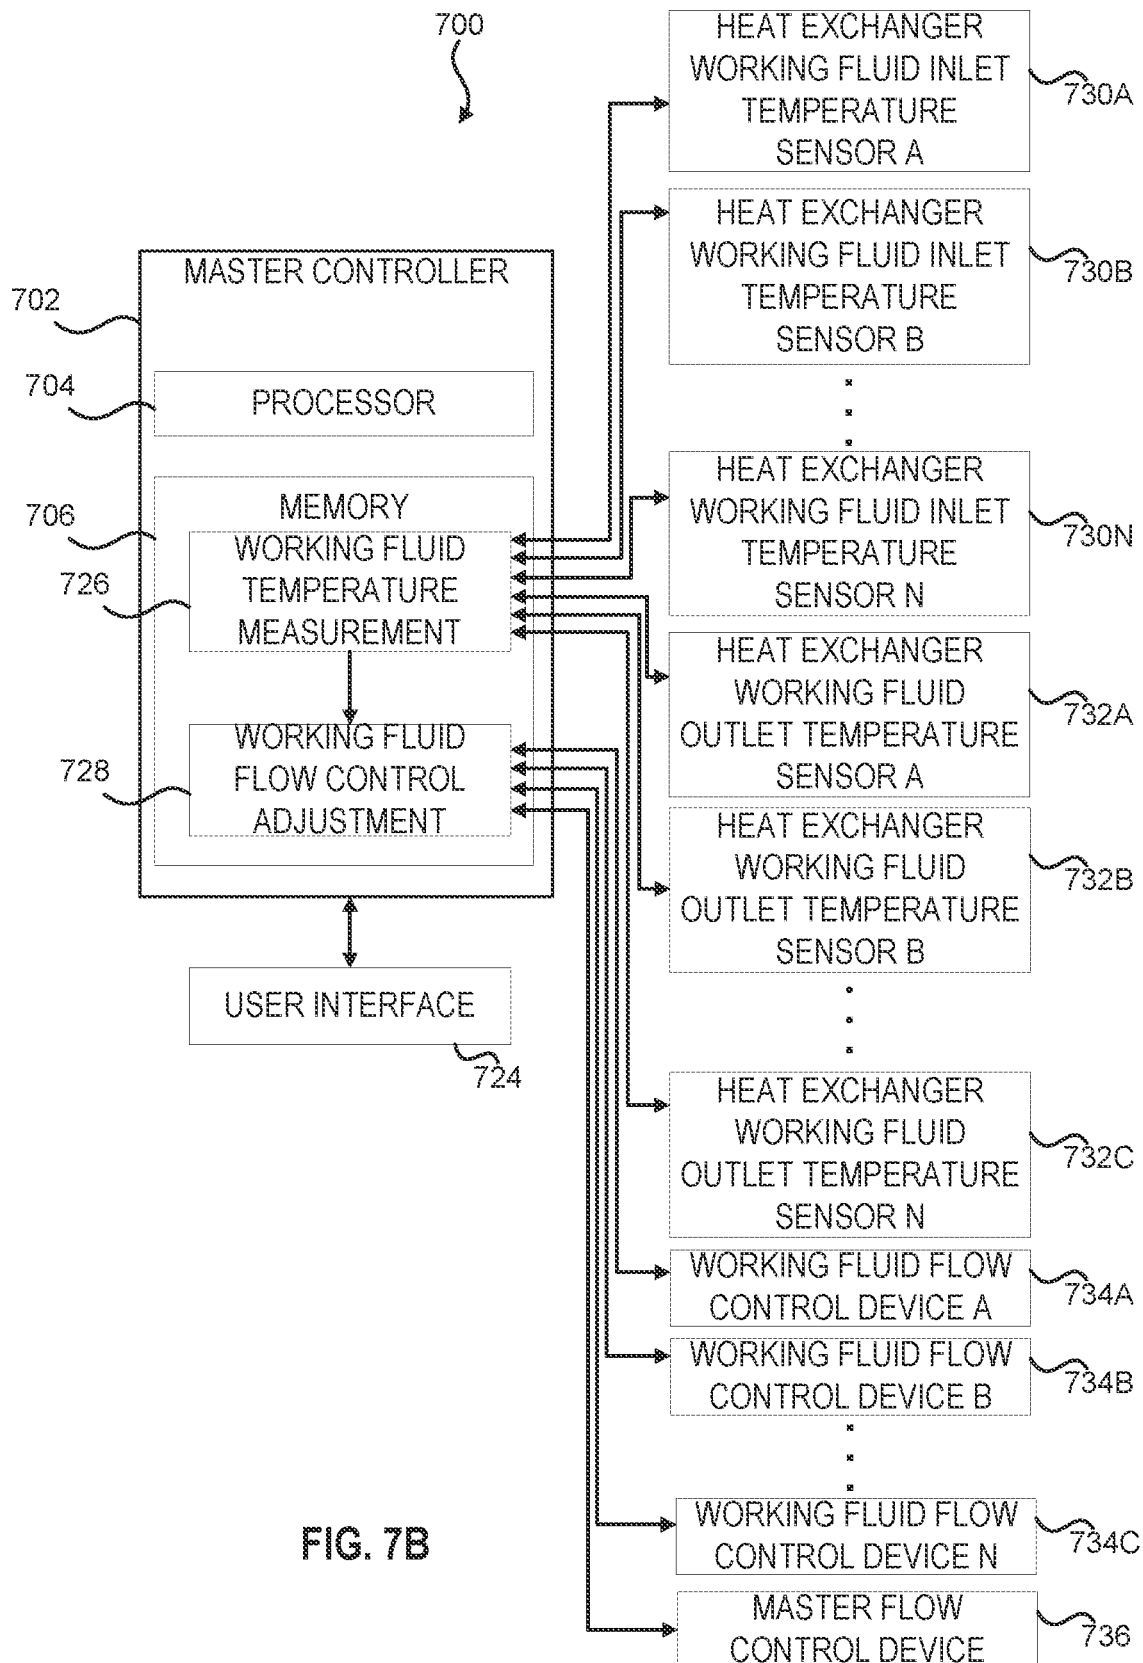 700
HEAT EXCHANGER
WORKING FLUID INLET
TEMPERATURE
SENSOR A
730A
HEAT EXCHANGER
WORKING FLUID INLET
TEMPERATURE
SENSOR B
730B
HEAT EXCHANGER
WORKING FLUID INLET
TEMPERATURE
SENSOR N
730N
HEAT EXCHANGER
WORKING FLUID
OUTLET TEMPERATURE
SENSOR A
732A
HEAT EXCHANGER
WORKING FLUID
OUTLET TEMPERATURE
SENSOR B
732B
HEAT EXCHANGER
WORKING FLUID
OUTLET TEMPERATURE
SENSOR N
732C
WORKING FLUID FLOW
CONTROL DEVICE A
734A
WORKING FLUID FLOW
CONTROL DEVICE B
734B
WORKING FLUID FLOW
CONTROL DEVICE N
734C
MASTER FLOW
CONTROL DEVICE
736
MASTER CONTROLLER
702
PROCESSOR
704
MEMORY
706
WORKING FLUID
TEMPERATURE
MEASUREMENT
726
WORKING FLUID
FLOW CONTROL
ADJUSTMENT
728
USER INTERFACE
724
FIG. 7B